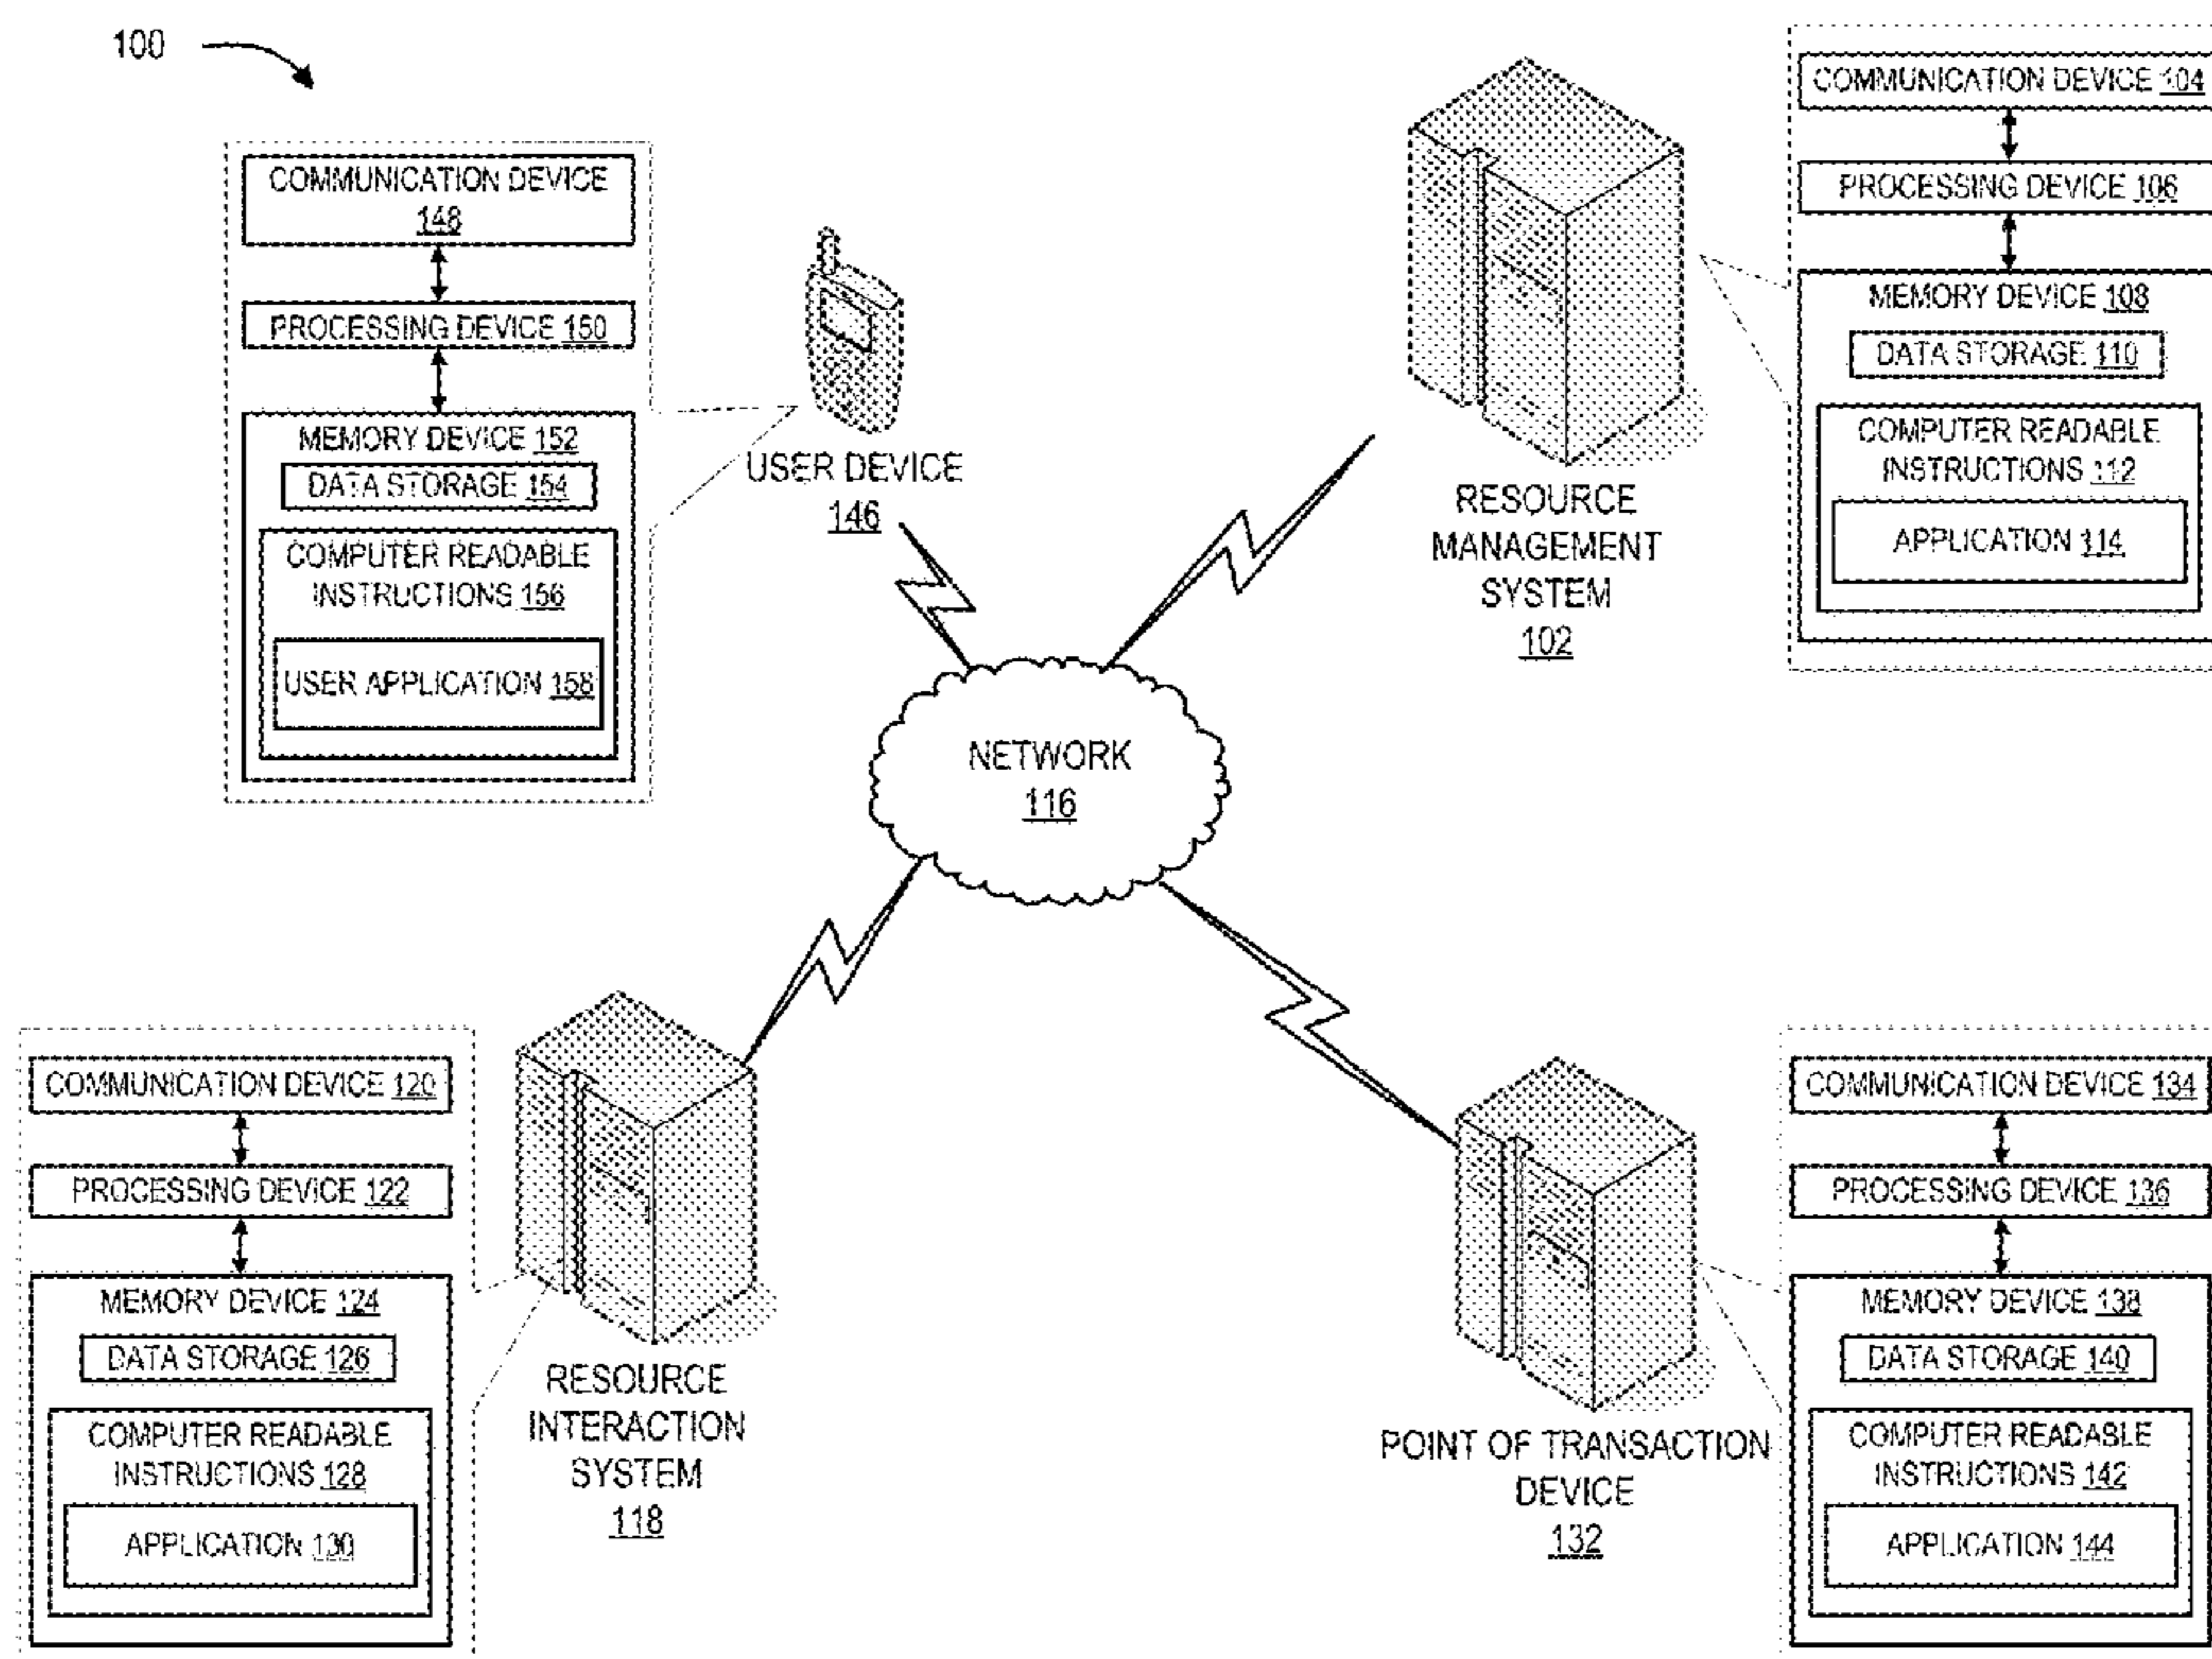 100
COMMUNICATION DEVICE
148
PROCESSING DEVICE 150
MEMORY DEVICE 152
DATA STORAGE 154
COMPUTER READABLE
INSTRUCTIONS 156
USER APPLICATION 158
USER DEVICE
146
RESOURCE
MANAGEMENT
SYSTEM
102
COMMUNICATION DEVICE 104
PROCESSING DEVICE 106
MEMORY DEVICE 108
DATA STORAGE 110
COMPUTER READABLE
INSTRUCTIONS 112
APPLICATION 114
NETWORK
116
COMMUNICATION DEVICE 120
PROCESSING DEVICE 122
MEMORY DEVICE 124
DATA STORAGE 126
COMPUTER READABLE
INSTRUCTIONS 128
APPLICATION 130
RESOURCE
INTERACTION
SYSTEM
118
POINT OF TRANSACTION
DEVICE
132
COMMUNICATION DEVICE 134
PROCESSING DEVICE 136
MEMORY DEVICE 138
DATA STORAGE 140
COMPUTER READABLE
INSTRUCTIONS 142
APPLICATION 144